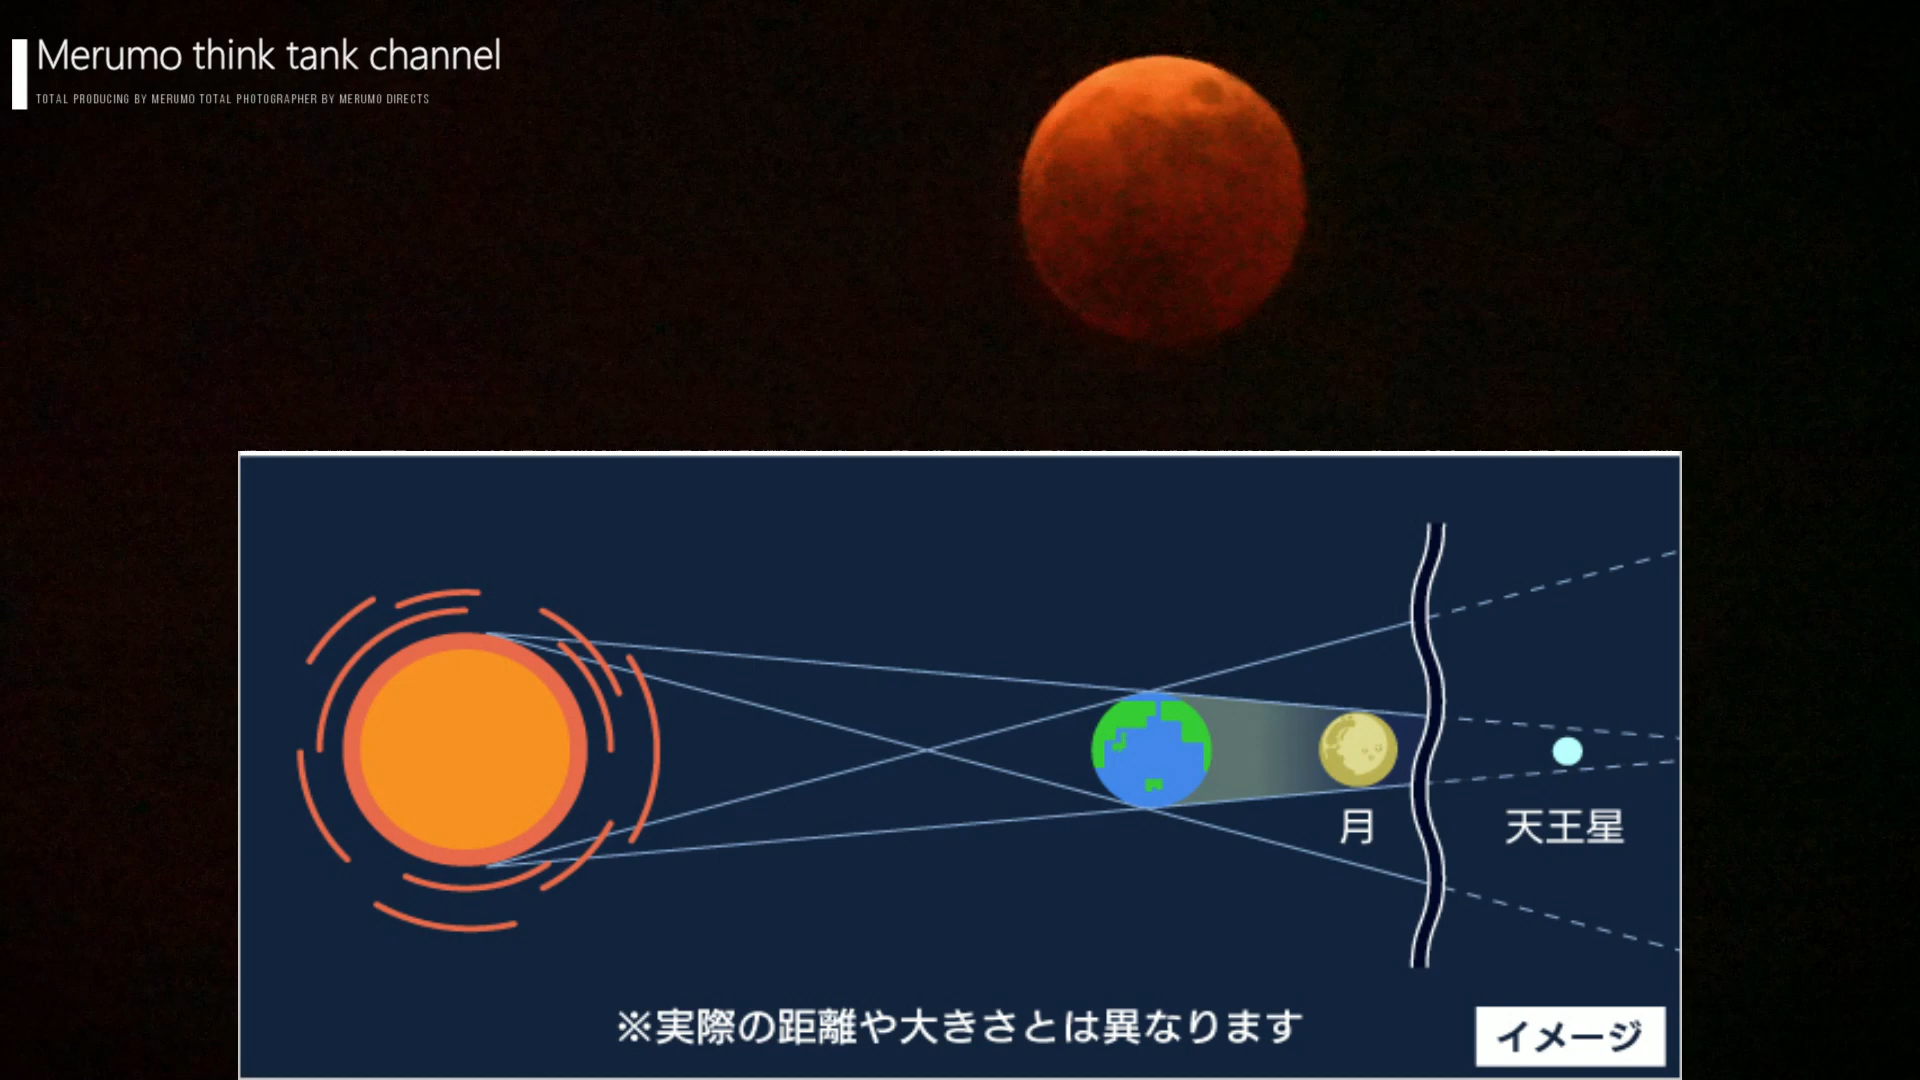 Merumo think tank channel
TOTAL PRODUCING BY MERUMO TOTAL PHOTOGRAPHER BY MERUMO DIRECTS
月
天王星
※実際の距離や大きさとは異なります
イメージ